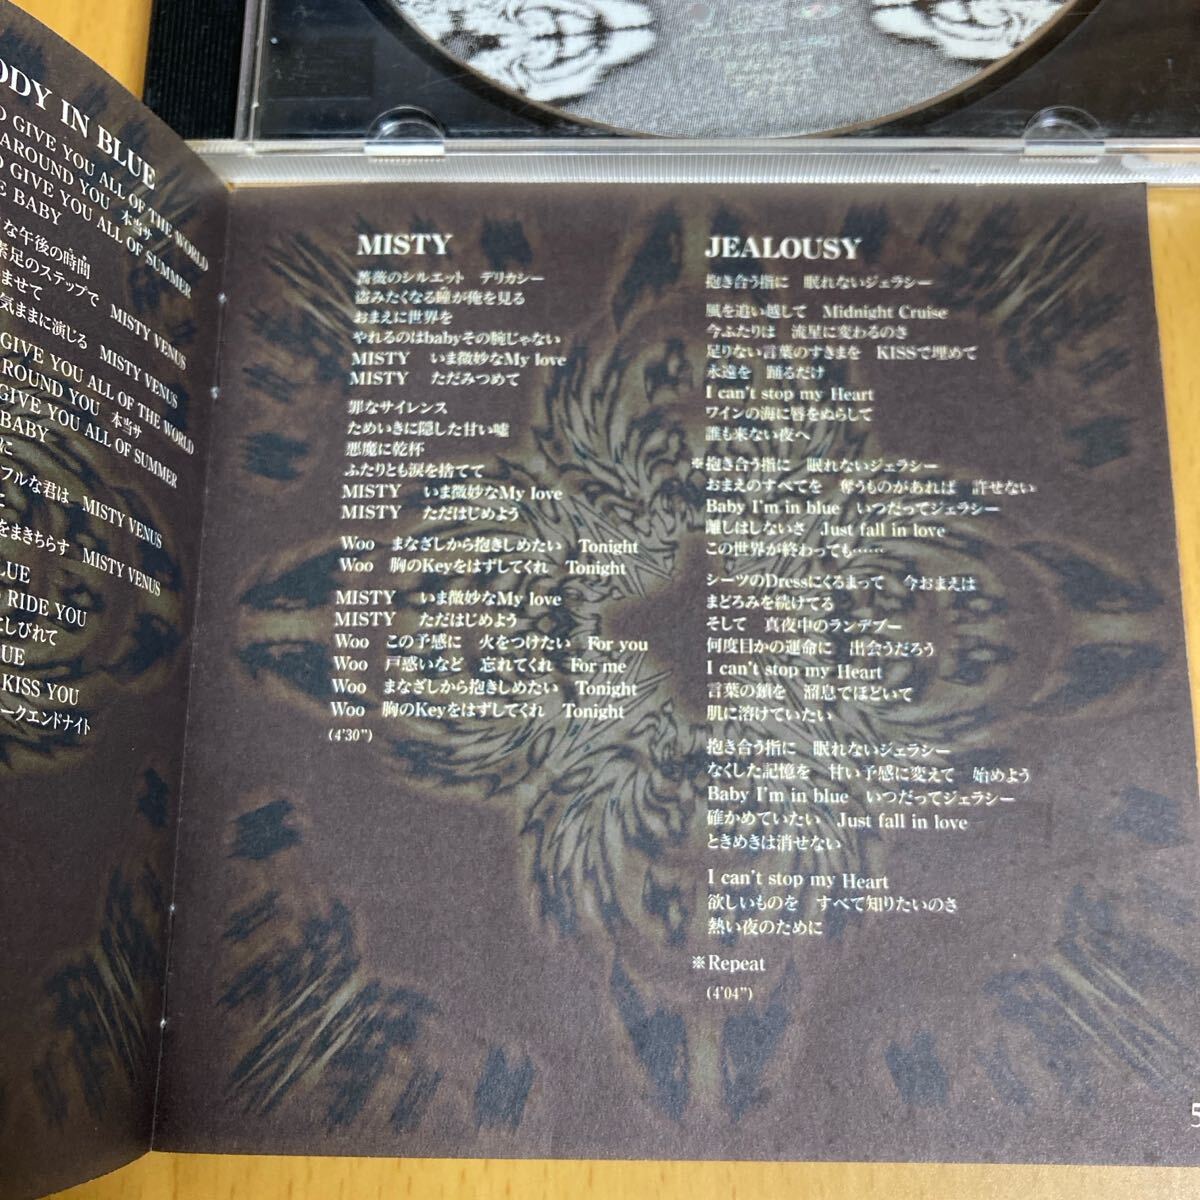 ODY IN BLUE
GIVE YOU ALL OF THE WORLD
AROUND YOU 本当サ
GIVE YOU ALL OF SUMMER
BABY
な午後の時間
素足のステップで MISTY VENUS
ませて
気ままに演じる MISTY VENUS
GIVE YOU ALL OF THE WORLD
ROUND YOU 本当サ
GIVE YOU ALL OF SUMMER
BABY
に
フルな君は MISTY VENUS
をまきちらす MISTY VENUS
LUE
RIDE YOU
しびれて
UE
KISS YOU
ークエンドナイト
MISTY
薔薇のシルエット デリカシー
盗みたくなる瞳が俺を見る
おまえに世界を
やれるのはbabyその腕じゃない
MISTY いま微妙なMy love
MISTY ただみつめて
罪なサイレンス
ためいきに隠した甘い嘘
悪魔に乾杯
ふたりとも涙を捨てて
MISTY いま微妙なMy love
MISTY ただはじめよう
Woo まなざしから抱きしめたい Tonight
Woo 胸のKeyをはずしてくれ Tonight
MISTY いま微妙なMy love
MISTY ただはじめよう
Woo この予感に 火をつけたい For you
Woo 戸惑いなど 忘れてくれ For me
Woo まなざしから抱きしめたい Tonight
Woo 胸のKeyをはずしてくれ Tonight
(4'30")
JEALOUSY
抱き合う指に 眠れないジェラシー
風を追い越して Midnight Cruise
今ふたりは 流星に変わるのさ
足りない言葉のすきまを KISSで埋めて
永遠を 踊るだけ
I can't stop my Heart
ワインの海に唇をぬらして
誰も来ない夜へ
※抱き合う指に 眠れないジェラシー
おまえのすべてを 奪うものがあれば 許せない
Baby I'm in blue いつだってジェラシー
離しはしないさ Just fall in love
この世界が終わっても……
シーツのDressにくるまって 今おまえは
まどろみを続けてる
そして 真夜中のランデブー
何度目かの運命に 出会うだろう
I can't stop my Heart
言葉の鎖を 溜息でほどいて
肌に溶けていたい
抱き合う指に 眠れないジェラシー
なくした記憶を 甘い予感に変えて 始めよう
Baby I'm in blue いつだってジェラシー
確かめていたい Just fall in love
ときめきは消せない
I can't stop my Heart
欲しいものを すべて知りたいのさ
熱い夜のために
※Repeat
(4'04")
5